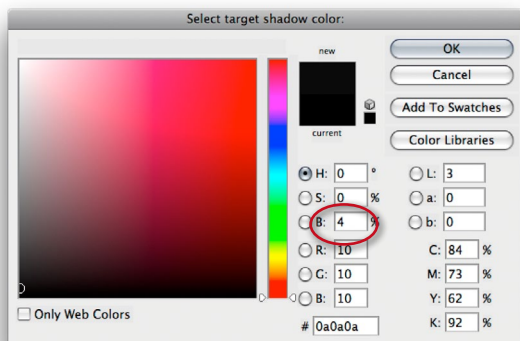 Select target shadow color:
new
current
OK
Cancel
Add To Swatches
Color Libraries
H: 0 °
S: 0 %
B: 4 %
R: 10
G: 10
B: 10
# 0a0a0a
L: 3
a: 0
b: 0
C: 84 %
M: 73 %
Y: 62 %
K: 92 %
Only Web Colors